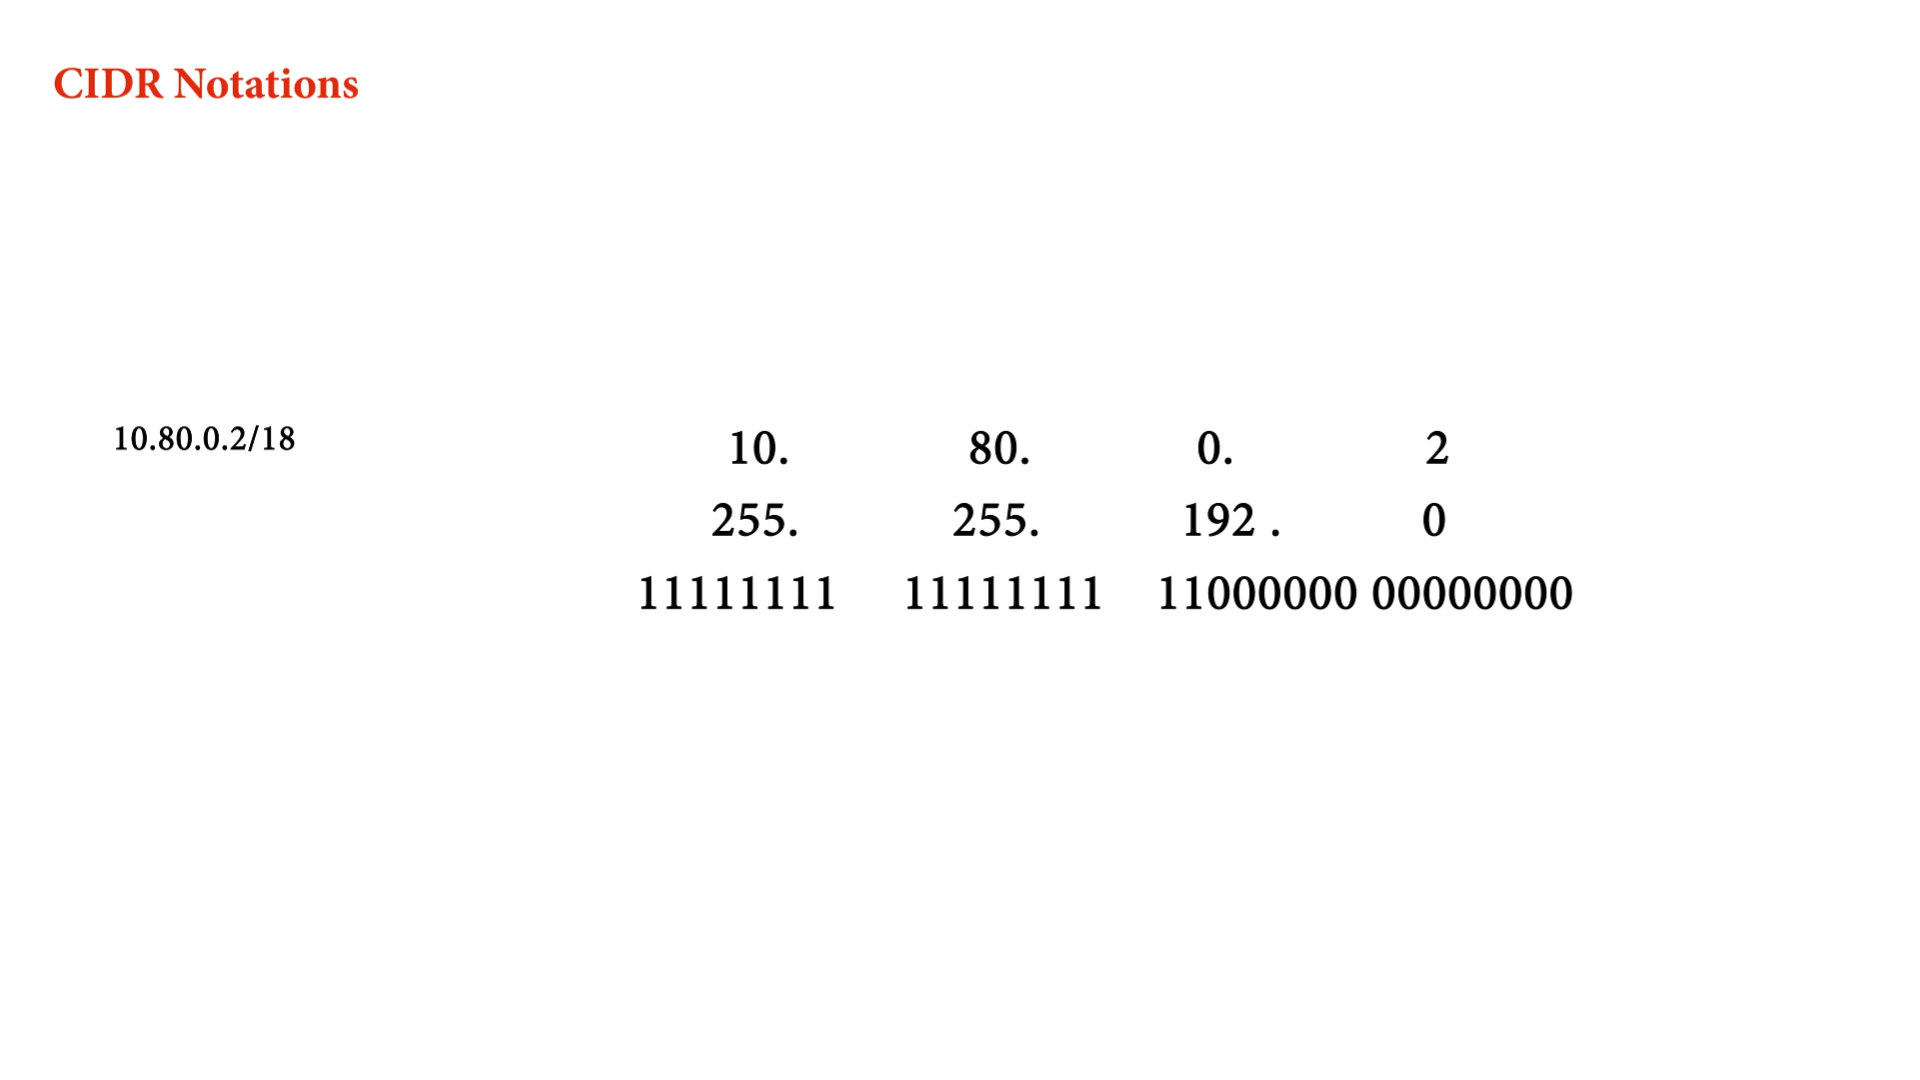 CIDR Notations
10.80.0.2/18
10. 80. 0. 2
255. 255. 192 . 0
11111111 11111111 11000000 00000000